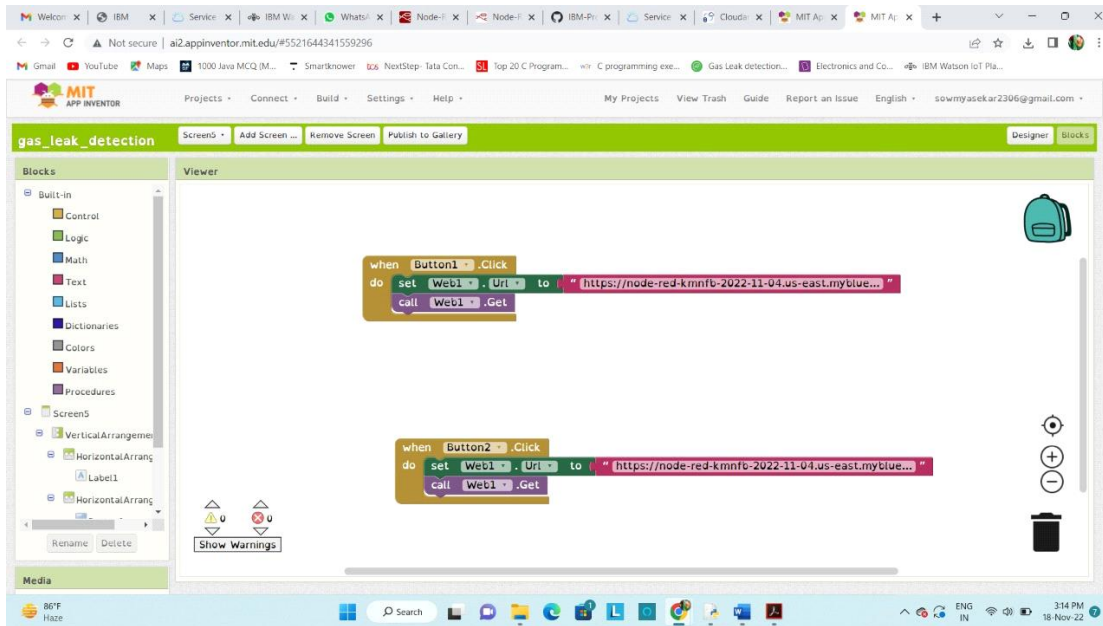 Welcom
IBM
Service
IBM Wa
WhatsA
Node-R
Node-R
IBM-Pro
Service
Cloudan
MIT Ap
MIT Ap
Not secure | ai2.appinventor.mit.edu/#5521644341559296
Gmail YouTube Maps 1000 Java MCQ (M... Smartknower NextStep- Tata Con... Top 20 C Program... C programming exe... Gas Leak detection... Electronics and Co... IBM Watson IoT Pla...
MIT
APP INVENTOR
Projects Connect Build Settings Help My Projects View Trash Guide Report an Issue English sowmyasekar2306@gmail.com
gas_leak_detection Screen5 Add Screen ... Remove Screen Publish to Gallery Designer Blocks
Blocks Viewer
Built-in
Control
Logic
Math
Text
Lists
Dictionaries
Colors
Variables
Procedures
Screen5
VerticalArrangemen
HorizontalArrang
Label1
HorizontalArrang
Rename Delete
Media
when Button1 .Click
do set Web1 . Url to " https://node-red-kmnfb-2022-11-04.us-east.myblue... "
call Web1 .Get
when Button2 .Click
do set Web1 . Url to " https://node-red-kmnfb-2022-11-04.us-east.myblue... "
call Web1 .Get
0 0
Show Warnings
86°F
Haze
Search
ENG
IN
3:14 PM
18-Nov-22